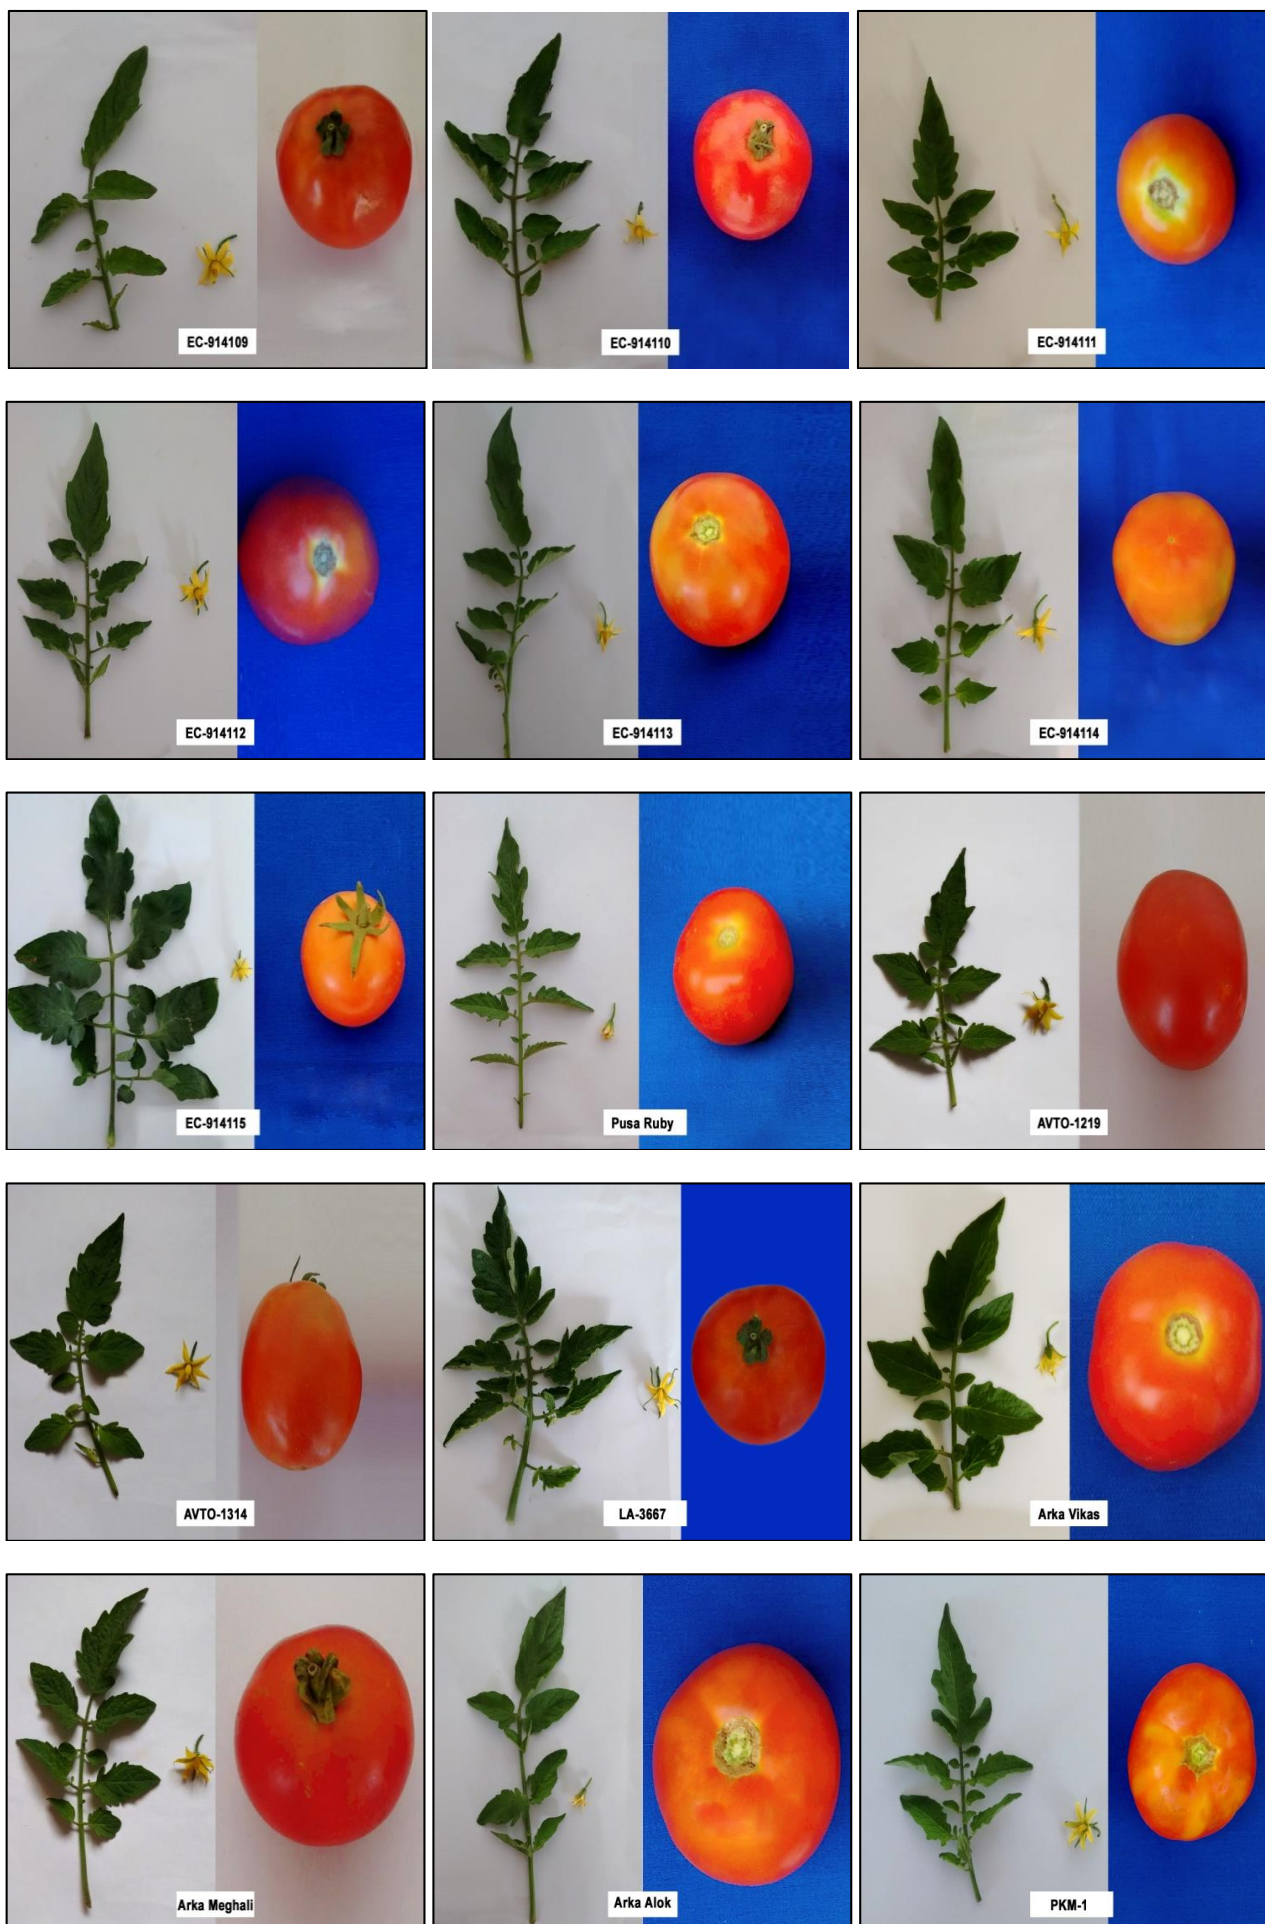 EC-914109
EC-914110
EC-914111
EC-914112
EC-914113
EC-914114
EC-914115
Pusa Ruby
AVTO-1219
AVTO-1314
LA-3667
Arka Vikas
Arka Meghali
Arka Alok
PKM-1